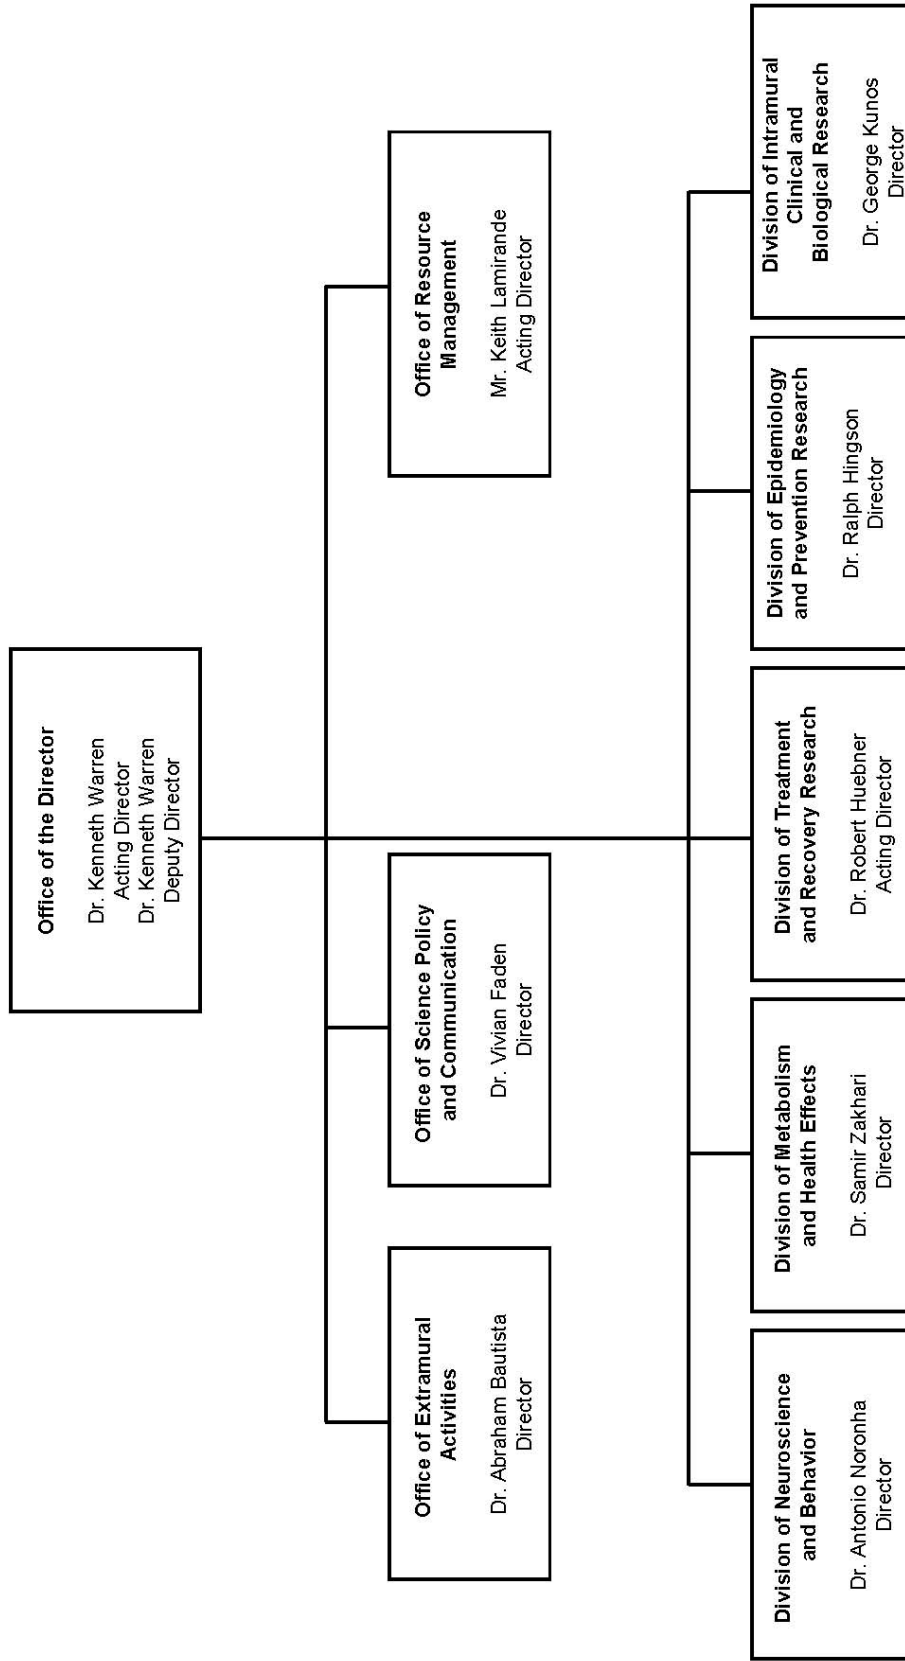 Office of the Director
Dr. Kenneth Warren
Acting Director
Dr. Kenneth Warren
Deputy Director
Office of Extramural
Activities
Dr. Abraham Bautista
Director
Office of Science Policy
and Communication
Dr. Vivian Faden
Director
Office of Resource
Management
Mr. Keith Lamirande
Acting Director
Division of Neuroscience
and Behavior
Dr. Antonio Noronha
Director
Division of Metabolism
and Health Effects
Dr. Samir Zakhari
Director
Division of Treatment
and Recovery Research
Dr. Robert Huebner
Acting Director
Division of Epidemiology
and Prevention Research
Dr. Ralph Hingson
Director
Division of Intramural
Clinical and
Biological Research
Dr. George Kunos
Director